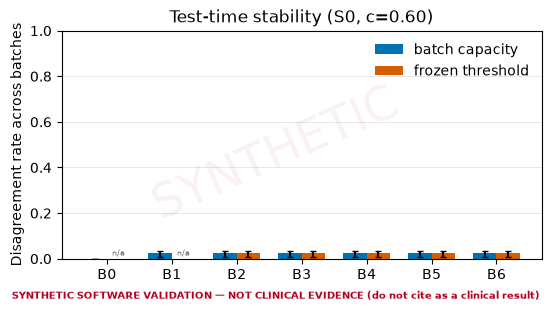 Test-time stability (S0, c=0.60)
Disagreement rate across batches
1.0
0.8
0.6
0.4
0.2
0.0
batch capacity
frozen threshold
SYNTHETIC
n/a
n/a
B0 B1 B2 B3 B4 B5 B6
SYNTHETIC SOFTWARE VALIDATION — NOT CLINICAL EVIDENCE (do not cite as a clinical result)